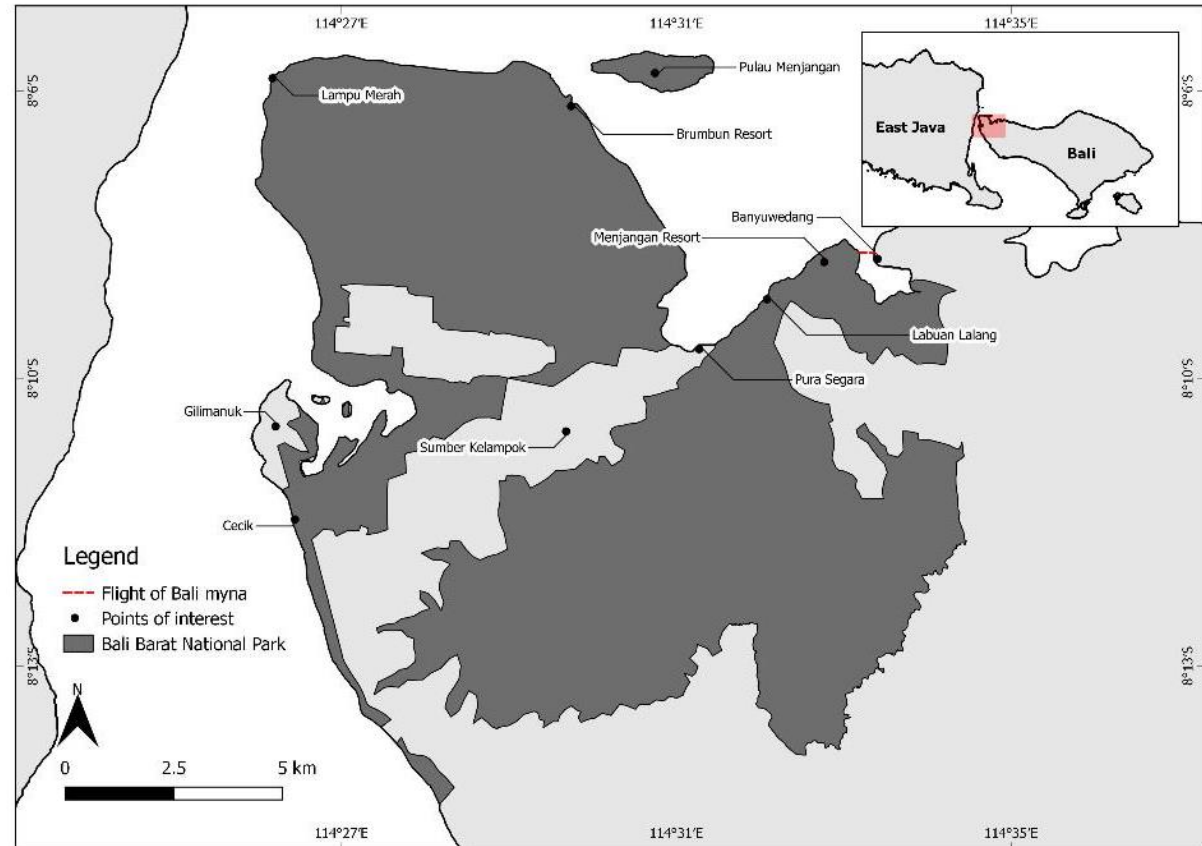 114°27'E
114°31'E
114°35'E
8°6'S
8°6'S
Pulau Menjangan
Lampu Merah
Brumbun Resort
East Java
Bali
Banyuwedang
Menjangan Resort
Labuan Lalang
Pura Segara
8°10'S
8°10'S
Gilimanuk
Sumber Kelampok
Cecik
Legend
Flight of Bali myna
Points of interest
Bali Barat National Park
8°13'S
8°13'S
N
0 2.5 5 km
114°27'E
114°31'E
114°35'E